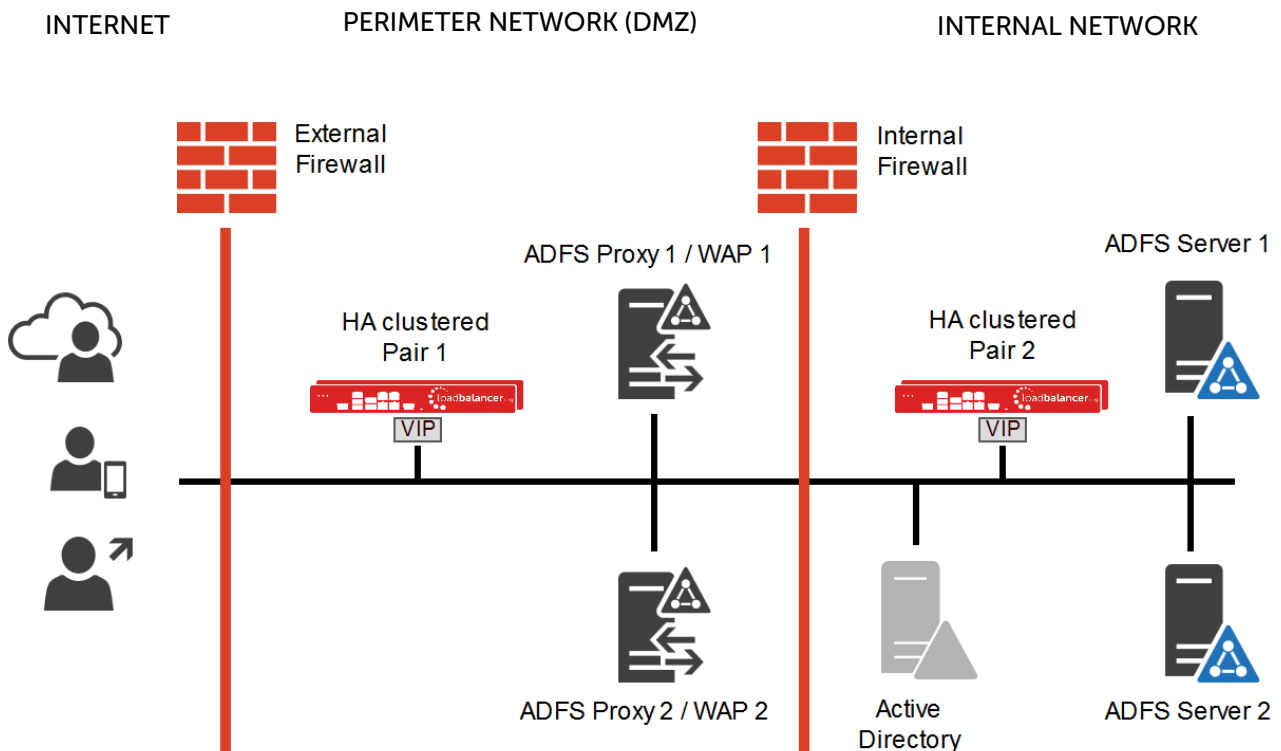 INTERNET
PERIMETER NETWORK (DMZ)
INTERNAL NETWORK
External
Firewall
Internal
Firewall
ADFS Proxy 1 / WAP 1
ADFS Server 1
HA clustered
Pair 1
HA clustered
Pair 2
loadbalancer.org
loadbalancer.org
VIP
VIP
ADFS Proxy 2 / WAP 2
Active
Directory
ADFS Server 2